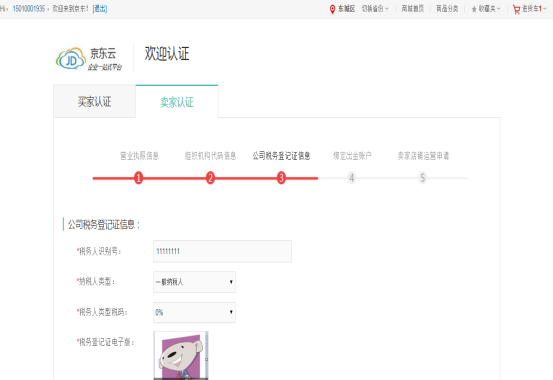 Hi~ 15010001935，欢迎来到京东！ [退出] 东城区 切换省份 商城首页 商品分类 收藏夹 进货车1
JD 京东云 企业一站式平台 欢迎认证
买家认证 卖家认证
营业执照信息 组织机构代码信息 公司税务登记证信息 绑定出金账户 卖家店铺运营申请
1 2 3 4 5
公司税务登记证信息：
*税务人识别号： 11111111
*纳税人类型： 一般纳税人
*税务人类型税码： 0%
*税务登记证电子版：